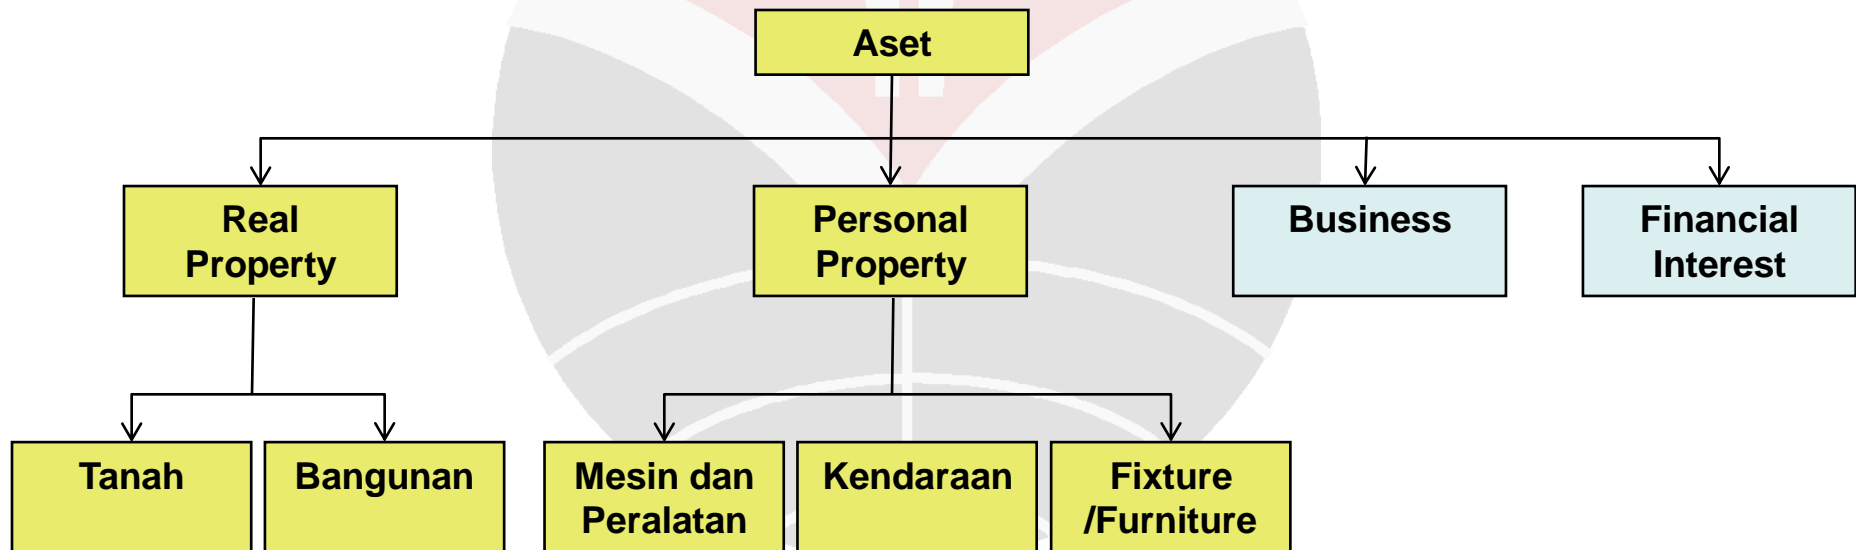 Aset
Real
Property
Personal
Property
Business
Financial
Interest
Tanah
Bangunan
Mesin dan
Peralatan
Kendaraan
Fixture
/Furniture